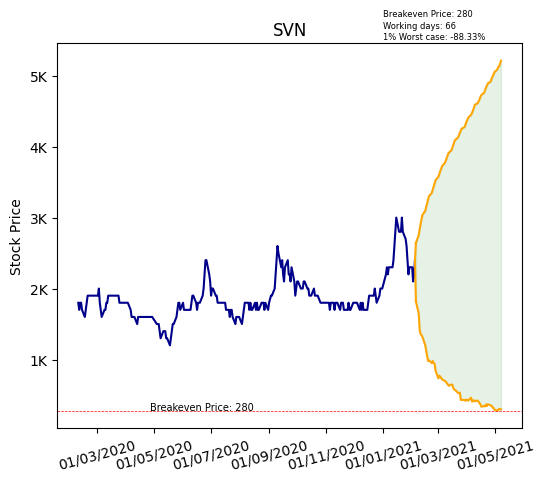 Breakeven Price: 280
Working days: 66
1% Worst case: -88.33%
SVN
Stock Price
5K
4K
3K
2K
1K
Breakeven Price: 280
01/03/2020
01/05/2020
01/07/2020
01/09/2020
01/11/2020
01/01/2021
01/03/2021
01/05/2021